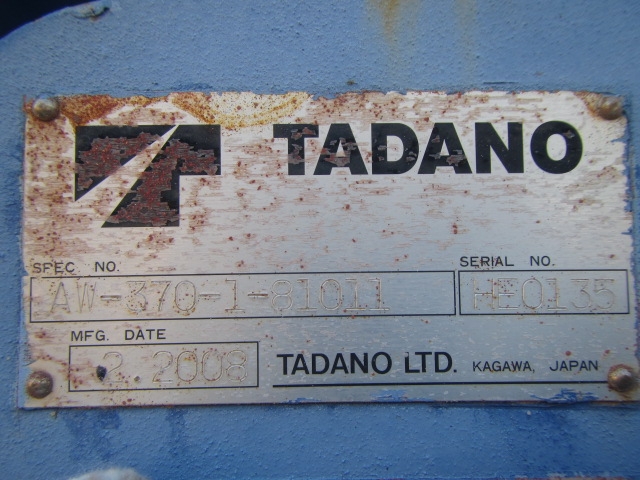 TADANO
SPEC. NO. SERIAL NO.
AW-370-1-81011 HE0135
MFG. DATE
2.2008 TADANO LTD. KAGAWA, JAPAN